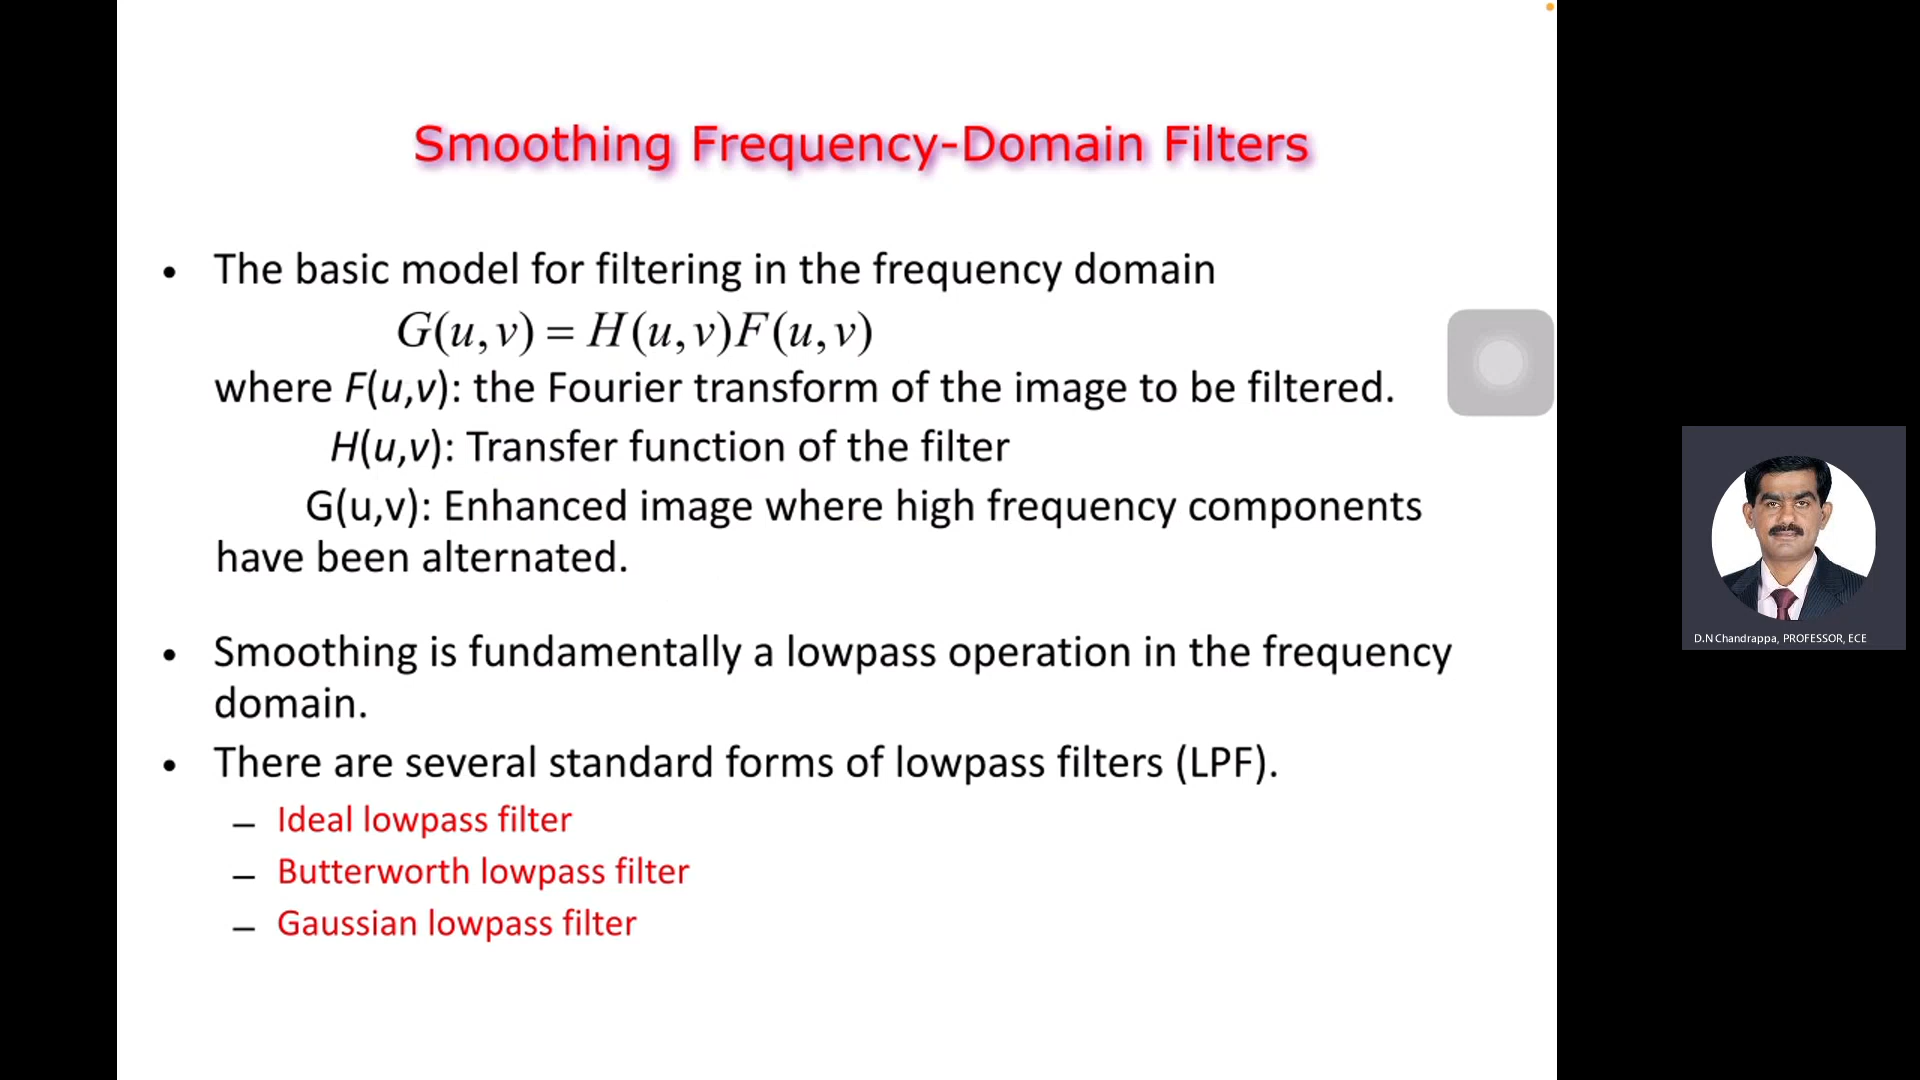 Smoothing Frequency-Domain Filters
• The basic model for filtering in the frequency domain
G(u,v) = H(u,v)F(u,v)
where F(u,v): the Fourier transform of the image to be filtered.
H(u,v): Transfer function of the filter
G(u,v): Enhanced image where high frequency components
have been alternated.
• Smoothing is fundamentally a lowpass operation in the frequency
domain.
• There are several standard forms of lowpass filters (LPF).
– Ideal lowpass filter
– Butterworth lowpass filter
– Gaussian lowpass filter
D.N Chandrappa, PROFESSOR, ECE